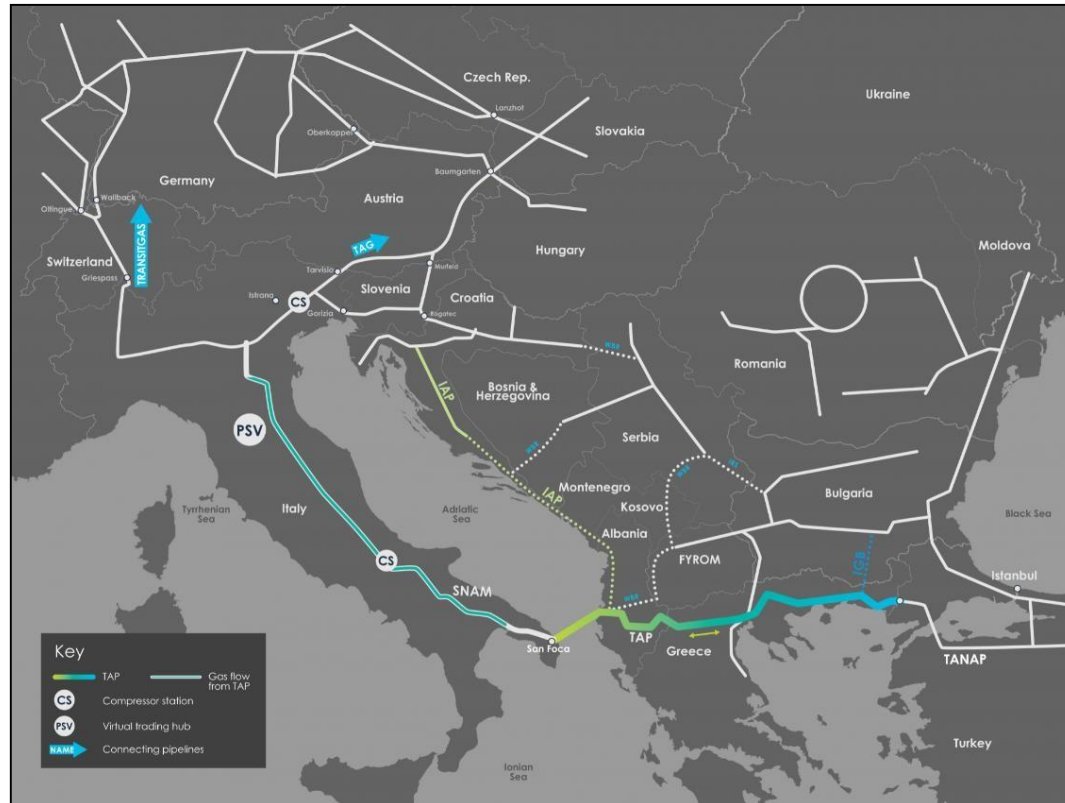 Czech Rep.
Ukraine
Lanzhot
Oberkappel
Slovakia
Baumgarten
Germany
Wallback
Austria
Oltingue
TRANSITGAS
TAG
Hungary
Moldova
Switzerland
Griespass
Tarvisio
Murfeld
Slovenia
Croatia
Istrana
CS
Gorizia
Rogatec
Romania
IAP
Bosnia &
Herzegovina
PSV
Serbia
Montenegro
IAP
Kosovo
Bulgaria
Tyrrhenian
Sea
Italy
Adriatic
Sea
Black Sea
Albania
FYROM
IGB
CS
SNAM
Istanbul
San Foca
TAP
Greece
TANAP
Turkey
Ionian
Sea
Key
TAP
Gas flow
from TAP
CS
Compressor station
PSV
Virtual trading hub
NAME
Connecting pipelines